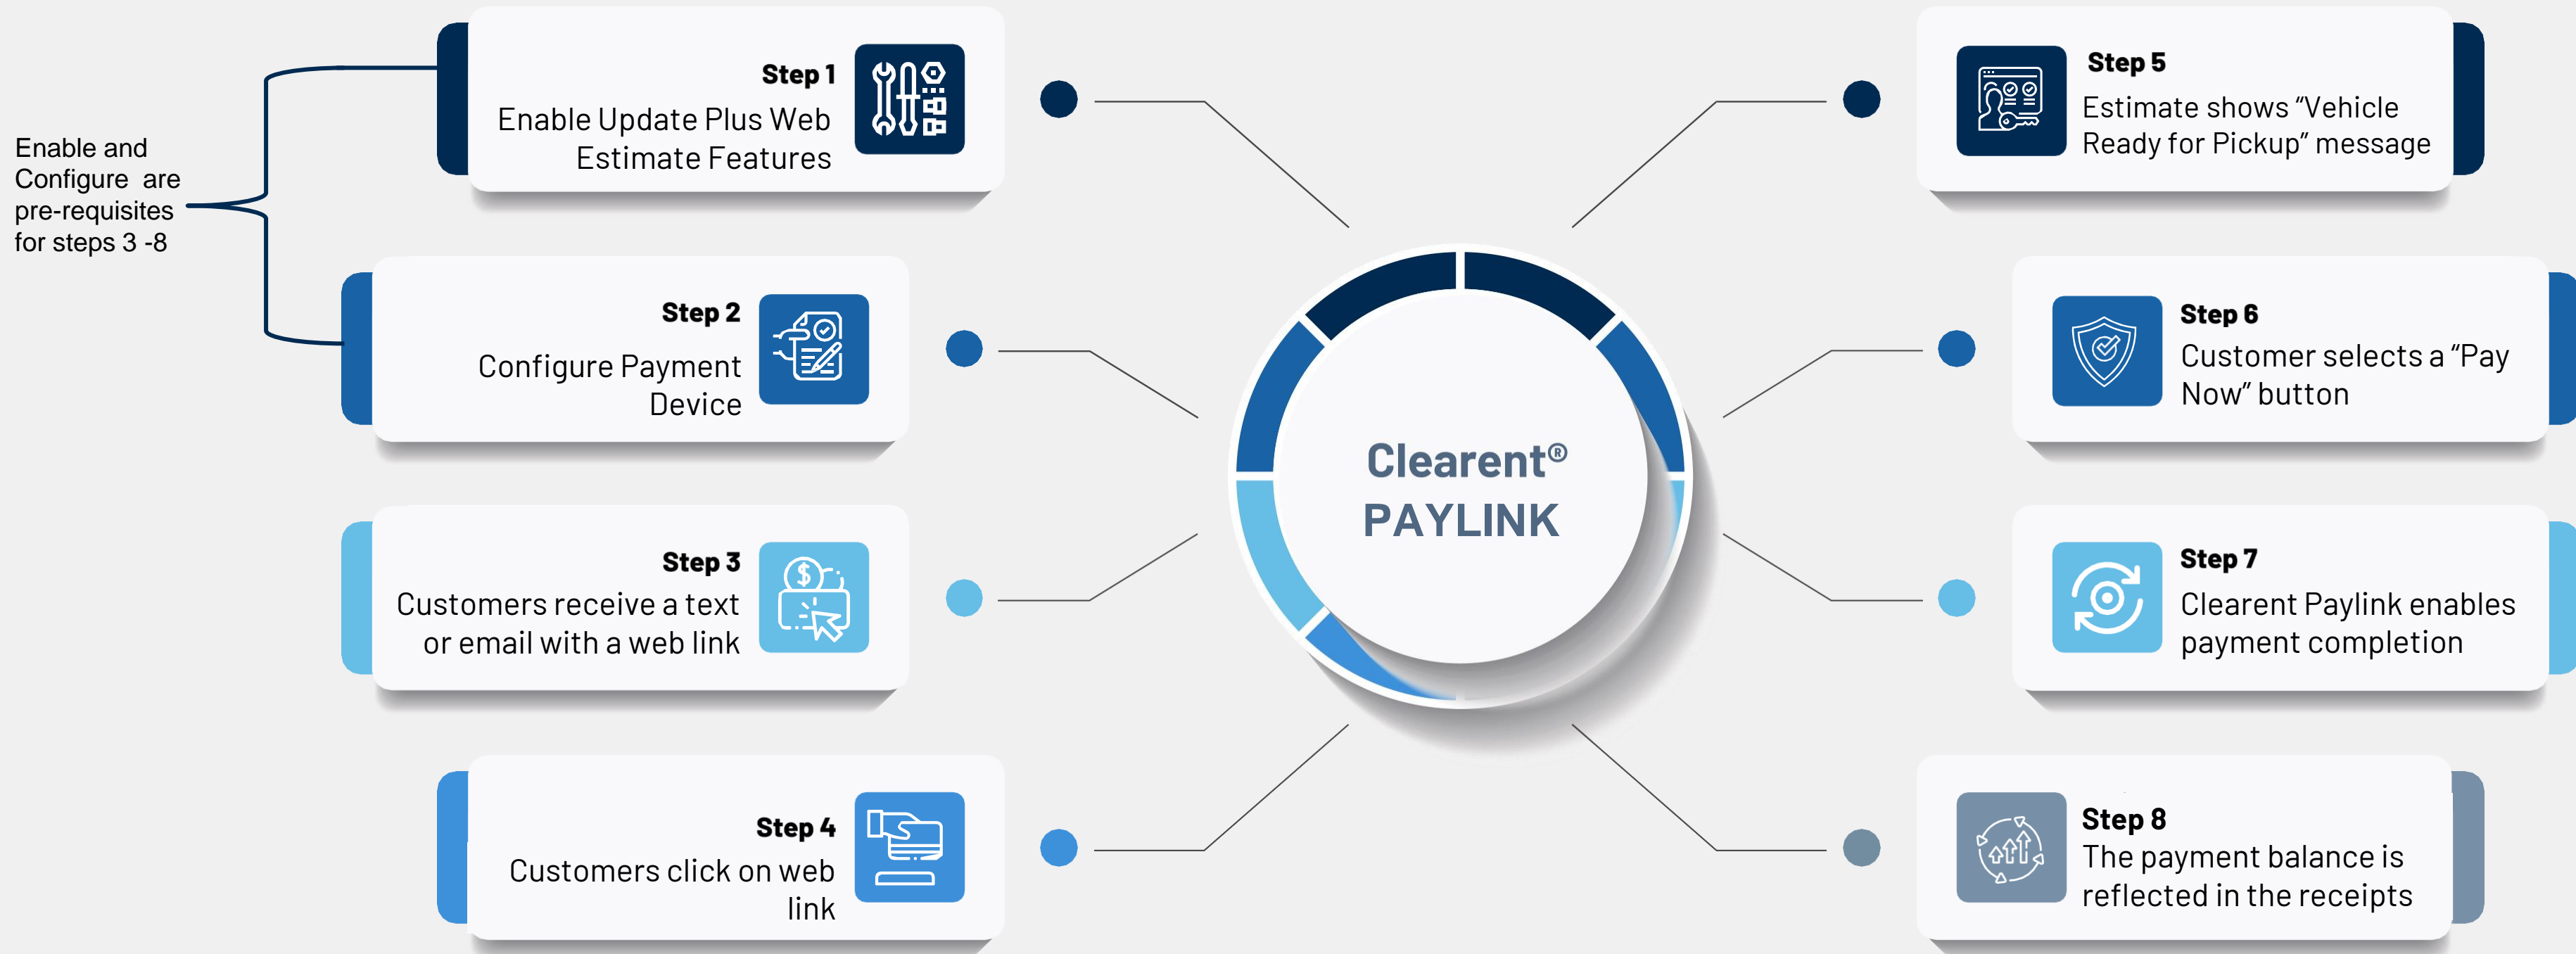 Enable and
Configure are
pre-requisites
for steps 3 -8
Step 1
Enable Update Plus Web
Estimate Features
Step 2
Configure Payment
Device
Step 3
Customers receive a text
or email with a web link
Step 4
Customers click on web
link
Clearent®
PAYLINK
Step 5
Estimate shows “Vehicle
Ready for Pickup” message
Step 6
Customer selects a “Pay
Now” button
Step 7
Clearent Paylink enables
payment completion
Step 8
The payment balance is
reflected in the receipts